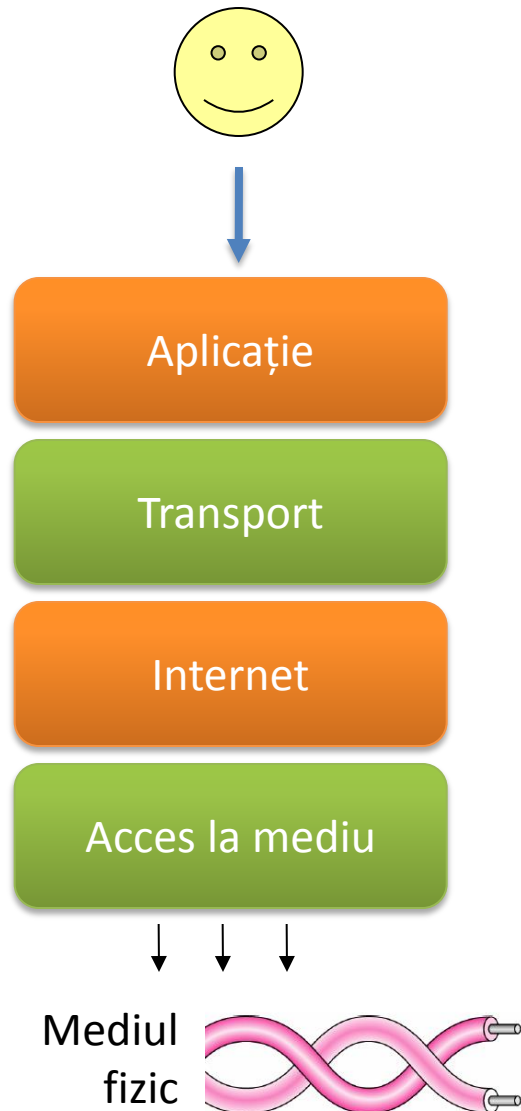 Aplicație
Transport
Internet
Acces la mediu
Mediul
fizic